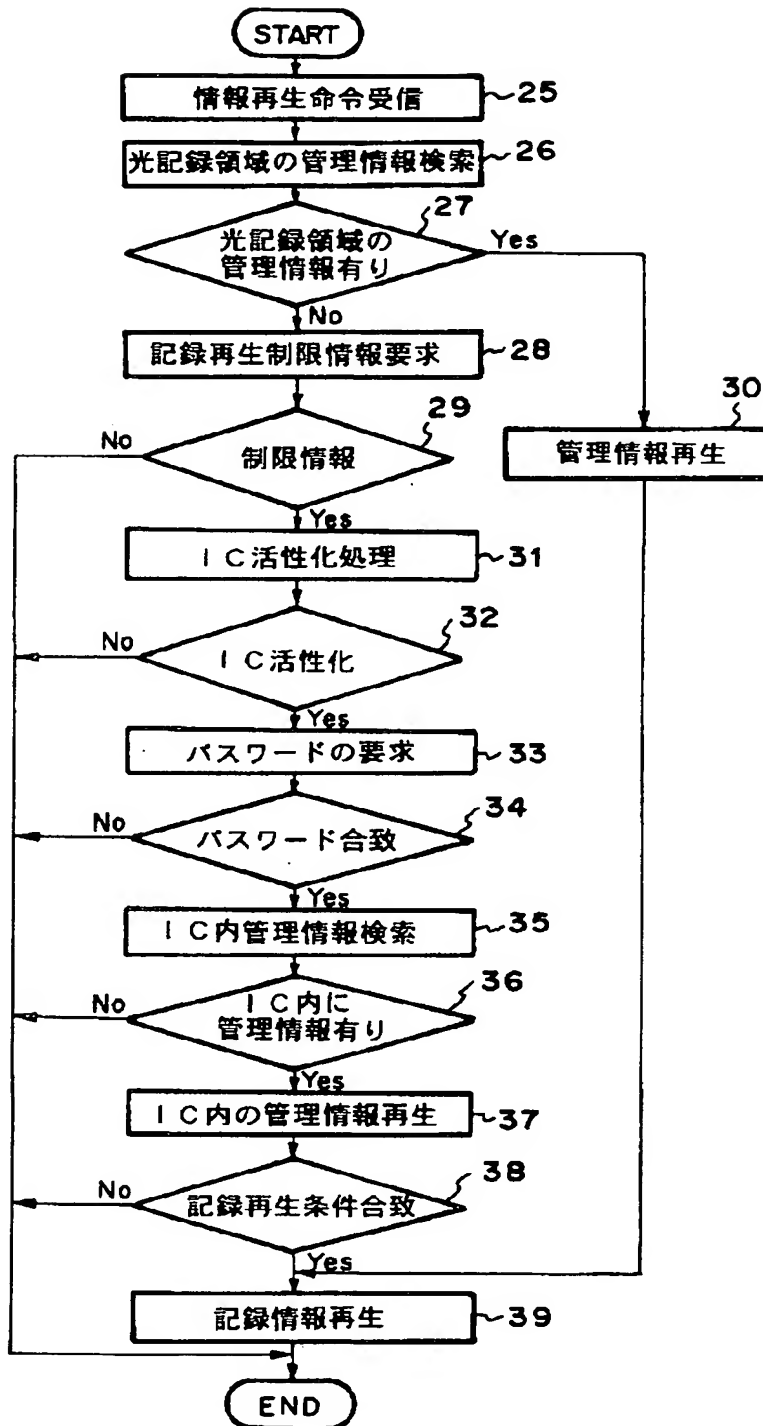 START
情報再生命令受信
25
光記録領域の管理情報検索
26
27
光記録領域の
管理情報有り
Yes
No
記録再生制限情報要求
28
30
29
No
制限情報
管理情報再生
Yes
IC活性化処理
31
32
No
IC活性化
Yes
パスワードの要求
33
34
No
パスワード合致
Yes
IC内管理情報検索
35
36
No
IC内に
管理情報有り
Yes
IC内の管理情報再生
37
38
No
記録再生条件合致
Yes
記録情報再生
39
END